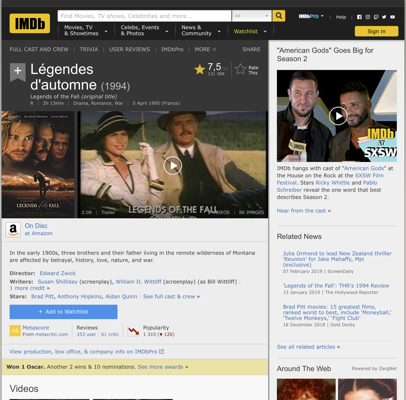 IMDb
Find Movies, TV shows, Celebrities and more...
All
Movies, TV & Showtimes
Celebs, Events & Photos
News & Community
Watchlist
IMDbPro
Help
Sign in
FULL CAST AND CREW | TRIVIA | USER REVIEWS | IMDbPro | MORE
SHARE
Légendes d'automne (1994)
Legends of the Fall (original title)
R | 2h 13min | Drama, Romance, War | 5 April 1995 (France)
7,5
Rate This
LEGENDS OF THE FALL
2:08 | Trailer
86 IMAGES
On Disc
at Amazon
In the early 1900s, three brothers and their father living in the remote wilderness of Montana
are affected by betrayal, history, love, nature, and war.
Director: Edward Zwick
Writers: Susan Shilliday (screenplay), William D. Wittliff (screenplay) (as Bill Wittliff) |
1 more credit »
Stars: Brad Pitt, Anthony Hopkins, Aidan Quinn | See full cast & crew »
+ Add to Watchlist
Metascore
From metacritic.com
Reviews
353 user | 61 critic
Popularity
1 310 ( 120)
View production, box office, & company info on IMDbPro
Won 1 Oscar. Another 2 wins & 10 nominations. See more awards »
Videos
"American Gods" Goes Big for
Season 2
IMDb
at
SXSW
IMDb hangs with cast of "American Gods" at
the House on the Rock at the SXSW Film
Festival. Stars Ricky Whittle and Pablo
Schreiber reveal the one word that best
describes Season 2.
Hear from the cast »
Related News
Julia Ormond to lead New Zealand thriller
'Reunion' for Jake Mahaffy, Mpi
(exclusive)
07 February 2019 | ScreenDaily
'Legends of the Fall': THR's 1994 Review
13 January 2019 | The Hollywood Reporter
Brad Pitt movies: 15 greatest films,
ranked worst to best, include 'Moneyball,'
'Twelve Monkeys,' 'Fight Club'
18 December 2018 | Gold Derby
See all related articles »
Around The Web | Powered by ZergNet